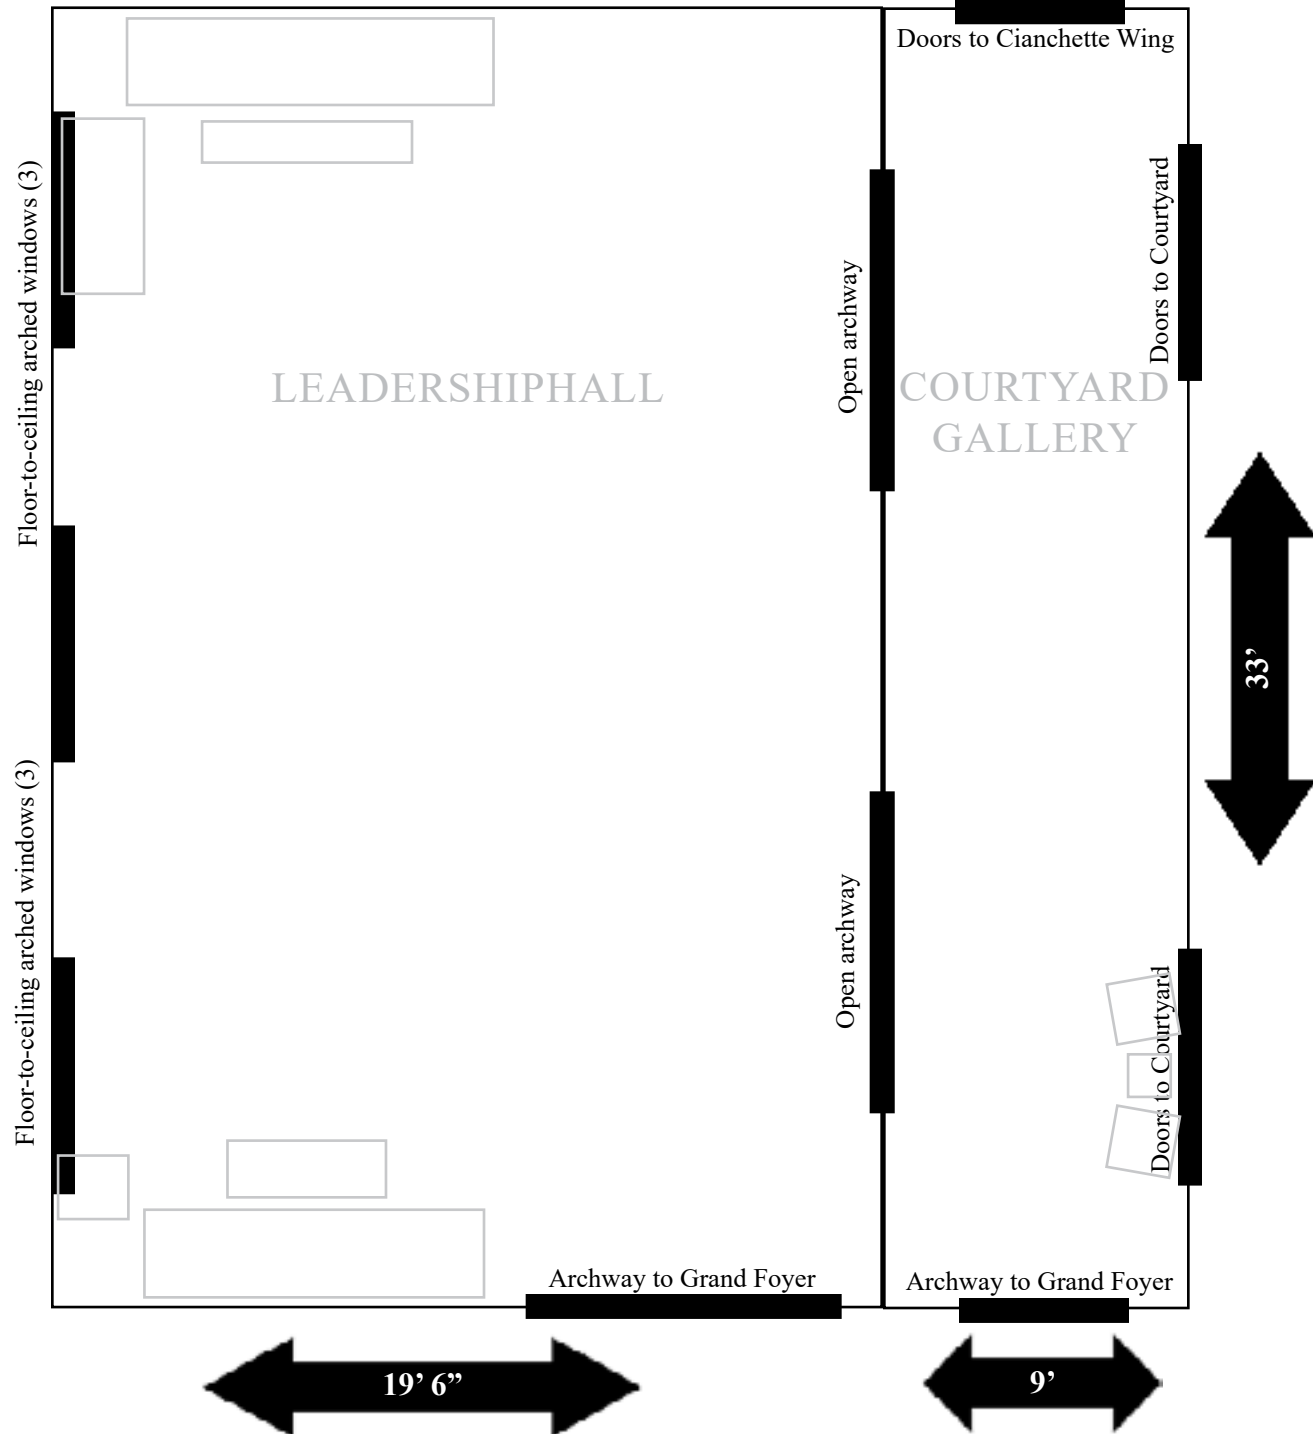 Doors to Cianchette Wing
Floor-to-ceiling arched windows (3)
Doors to Courtyard
Open archway
LEADERSHIPHALL
COURTYARD
GALLERY
33’
Floor-to-ceiling arched windows (3)
Open archway
Doors to Courtyard
Archway to Grand Foyer
Archway to Grand Foyer
19’ 6”
9’